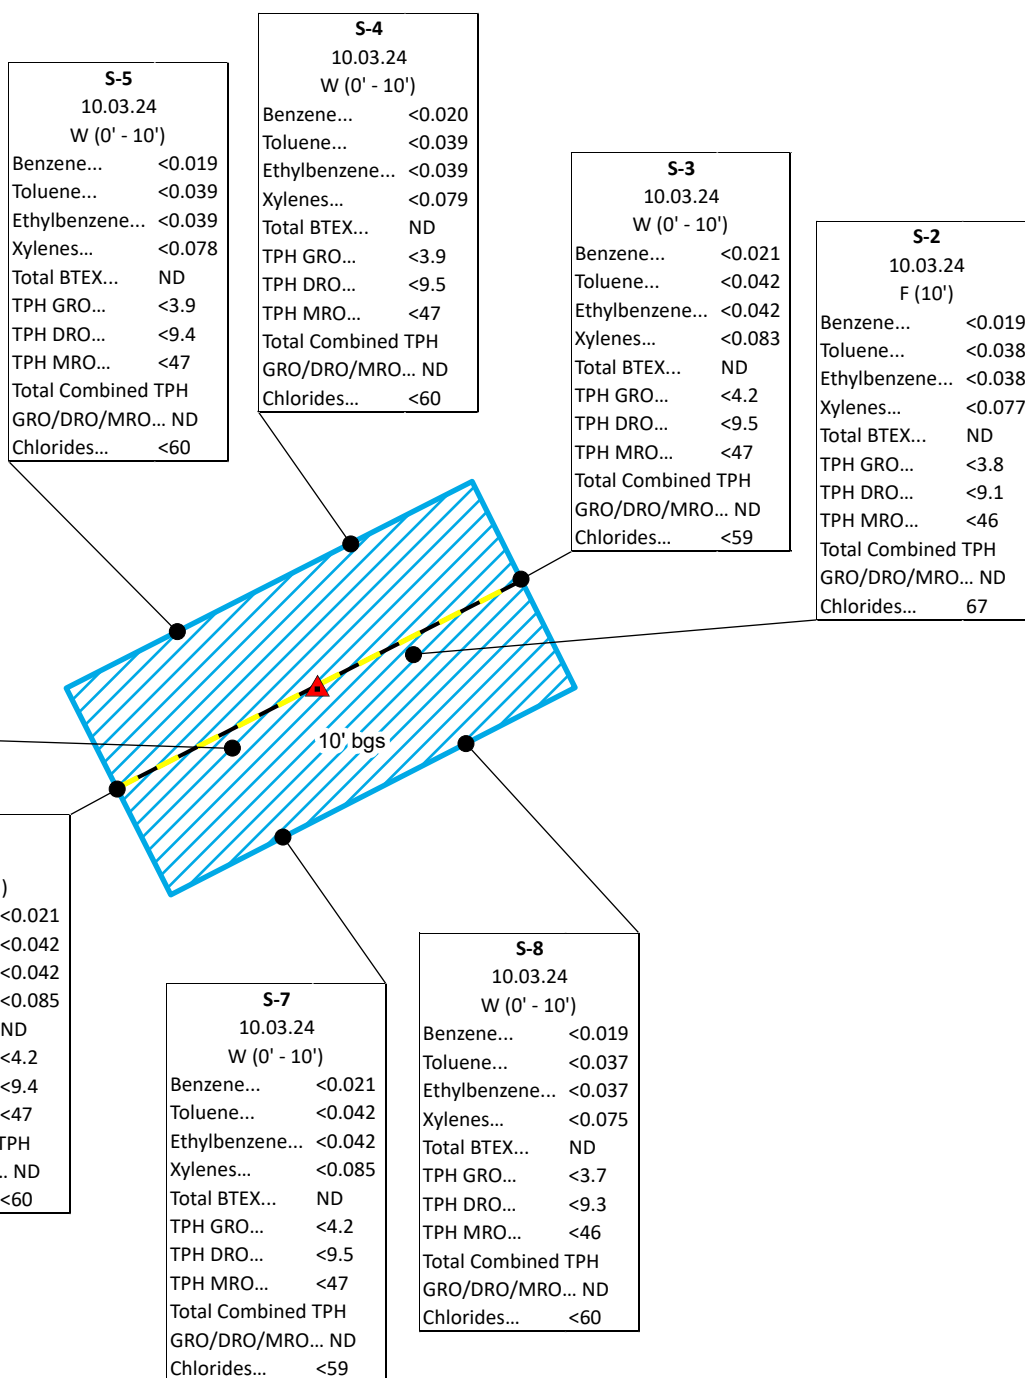 S-4
10.03.24
W (0' - 10')
Benzene... <0.020
Toluene... <0.039
Ethylbenzene... <0.039
Xylenes... <0.079
Total BTEX... ND
TPH GRO... <3.9
TPH DRO... <9.5
TPH MRO... <47
Total Combined TPH
GRO/DRO/MRO... ND
Chlorides... <60
S-5
10.03.24
W (0' - 10')
Benzene... <0.019
Toluene... <0.039
Ethylbenzene... <0.039
Xylenes... <0.078
Total BTEX... ND
TPH GRO... <3.9
TPH DRO... <9.4
TPH MRO... <47
Total Combined TPH
GRO/DRO/MRO... ND
Chlorides... <60
S-3
10.03.24
W (0' - 10')
Benzene... <0.021
Toluene... <0.042
Ethylbenzene... <0.042
Xylenes... <0.083
Total BTEX... ND
TPH GRO... <4.2
TPH DRO... <9.5
TPH MRO... <47
Total Combined TPH
GRO/DRO/MRO... ND
Chlorides... <59
S-2
10.03.24
F (10')
Benzene... <0.019
Toluene... <0.038
Ethylbenzene... <0.038
Xylenes... <0.077
Total BTEX... ND
TPH GRO... <3.8
TPH DRO... <9.1
TPH MRO... <46
Total Combined TPH
GRO/DRO/MRO... ND
Chlorides... 67
10' bgs
)
<0.021
<0.042
<0.042
<0.085
ND
<4.2
<9.4
<47
TPH
... ND
<60
S-7
10.03.24
W (0' - 10')
Benzene... <0.021
Toluene... <0.042
Ethylbenzene... <0.042
Xylenes... <0.085
Total BTEX... ND
TPH GRO... <4.2
TPH DRO... <9.5
TPH MRO... <47
Total Combined TPH
GRO/DRO/MRO... ND
Chlorides... <59
S-8
10.03.24
W (0' - 10')
Benzene... <0.019
Toluene... <0.037
Ethylbenzene... <0.037
Xylenes... <0.075
Total BTEX... ND
TPH GRO... <3.7
TPH DRO... <9.3
TPH MRO... <46
Total Combined TPH
GRO/DRO/MRO... ND
Chlorides... <60